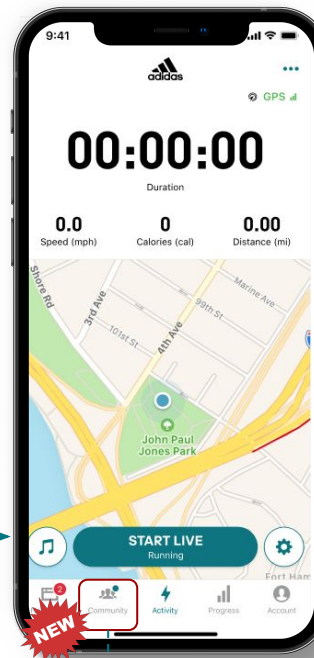 9:41
adidas
GPS
00:00:00
Duration
0.0 0 0.00
Speed (mph) Calories (cal) Distance (mi)
Shore Rd
3rd Ave
101st St
4th Ave
99th St
Marine Ave
John Paul
Jones Park
START LIVE
Running
Fort Ham
2
Community Activity Progress Account
NEW